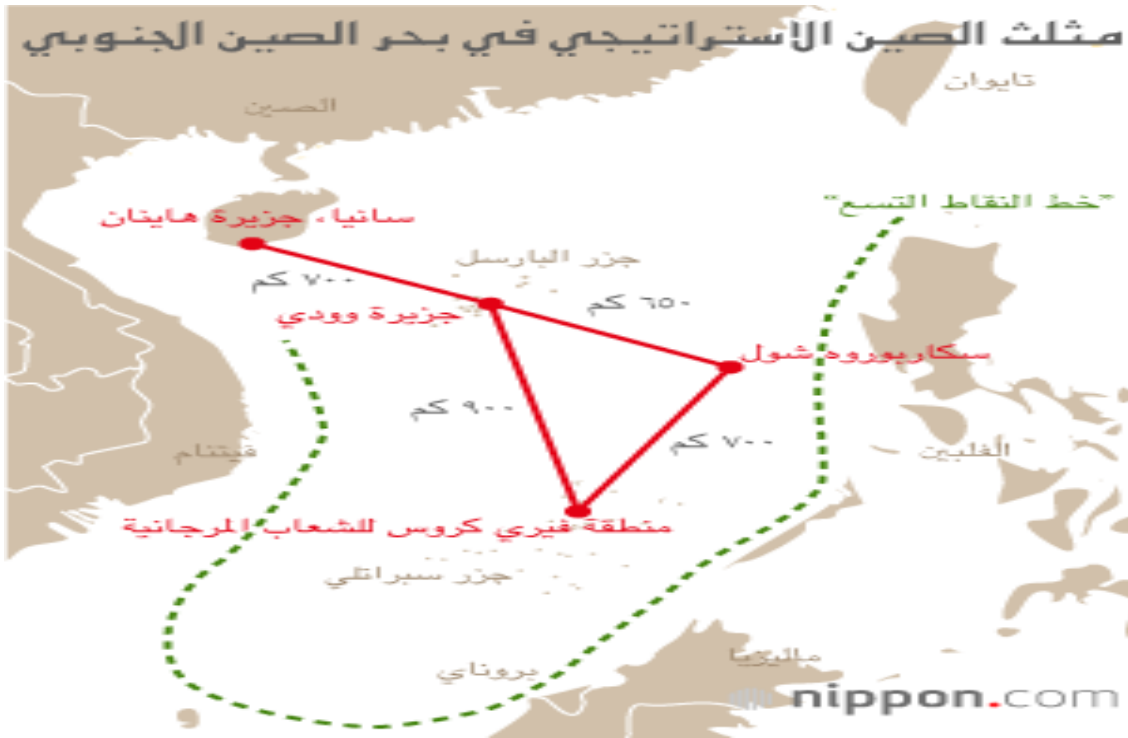 مثلث الصين الاستراتيجي في بحر الصين الجنوبي
تايوان
الصين
"خط النقاط التسع"
سانيا، جزيرة هاينان
جزر البارسل
٧٠٠ كم
٦٥٠ كم
جزيرة وودي
سكاربوروه شول
٩٠٠ كم
٧٠٠ كم
الفلبين
فيتنام
منطقة فيري كروس للشعاب المرجانية
جزر سبراتلي
ماليزيا
بروناي
nippon.com